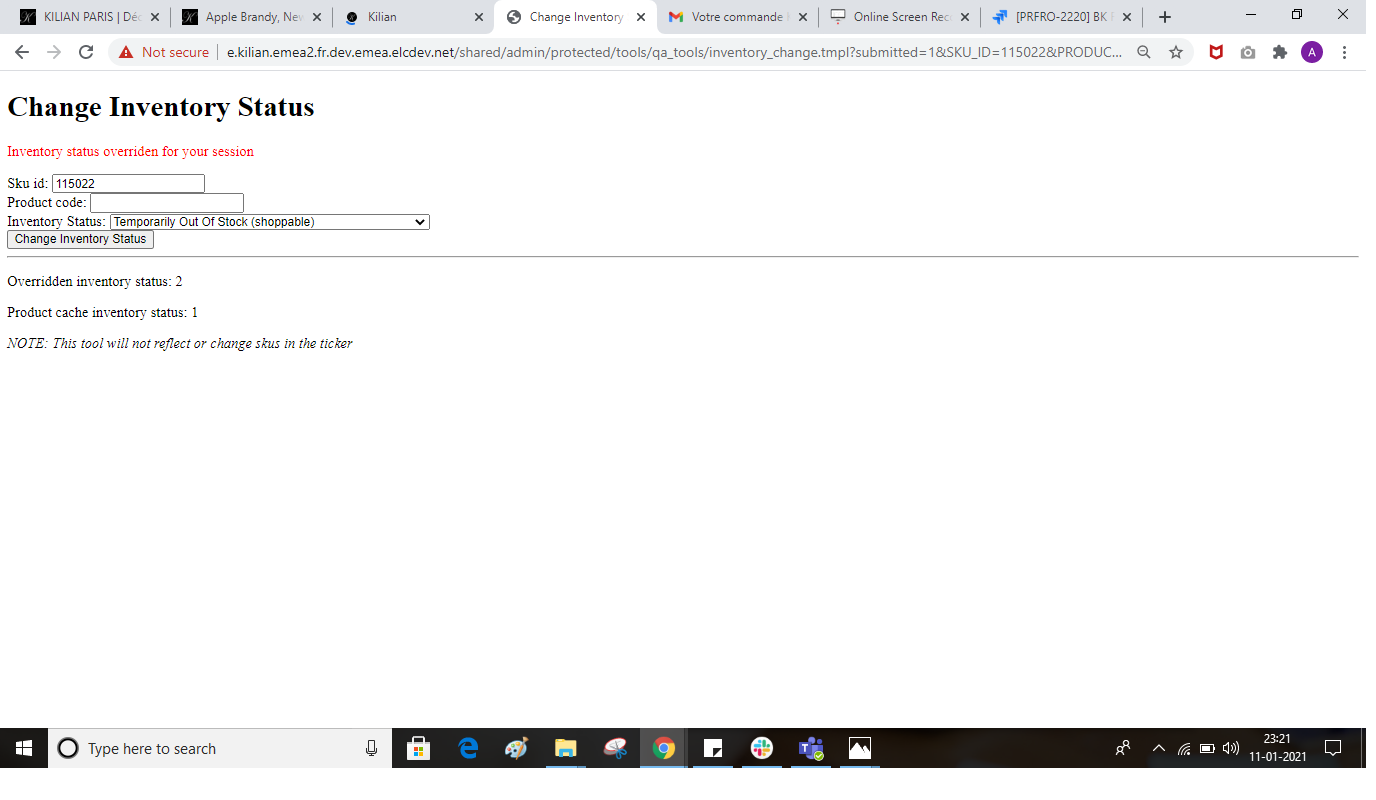 KILIAN PARIS | Déc
Apple Brandy, New
Kilian
Change Inventory
Votre commande
Online Screen Rec
[PRFRO-2220] BK
Not secure
e.kilian.emea2.fr.dev.emea.elcdev.net/shared/admin/protected/tools/qa_tools/inventory_change.tmpl?submitted=1&SKU_ID=115022&PRODUC...
A
Change Inventory Status
Inventory status overriden for your session
Sku id: 115022
Product code:
Inventory Status: Temporarily Out Of Stock (shoppable)
Change Inventory Status
Overridden inventory status: 2
Product cache inventory status: 1
NOTE: This tool will not reflect or change skus in the ticker
Type here to search
23:21
11-01-2021